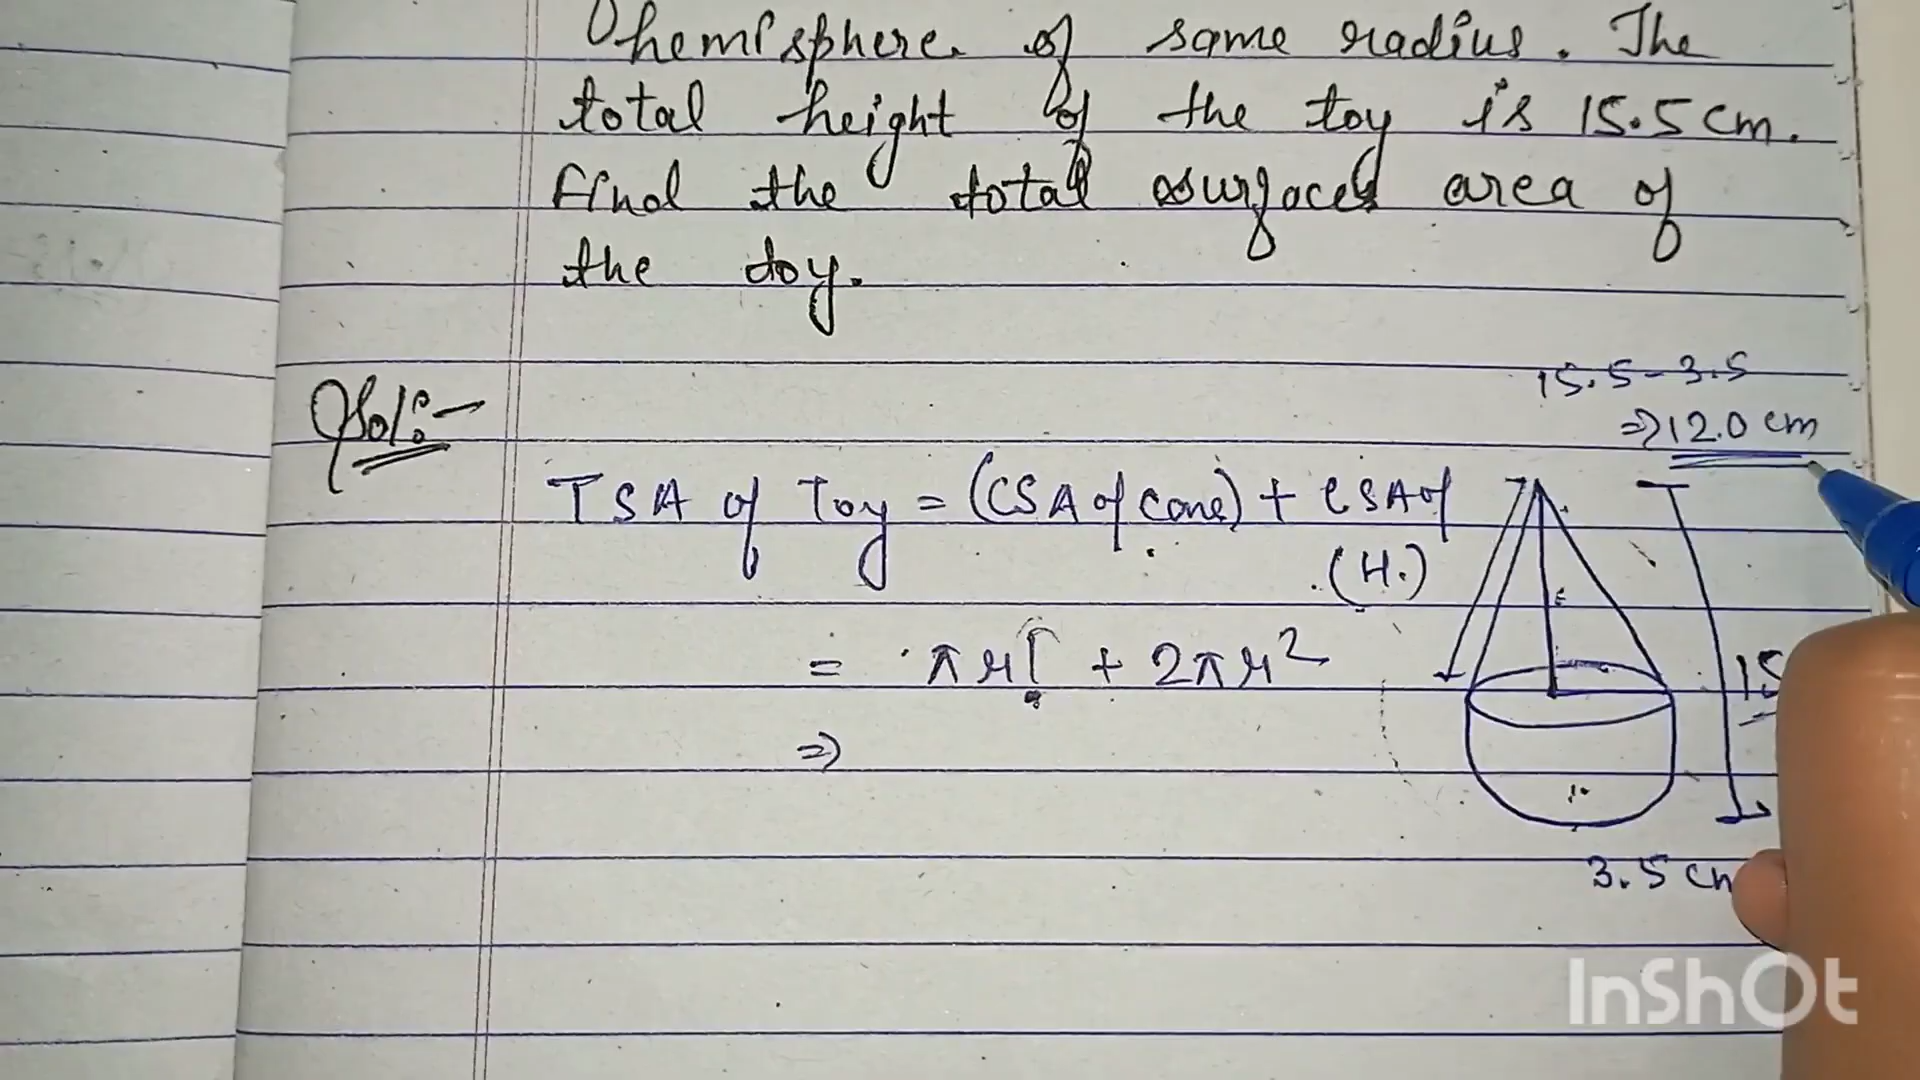 hemisphere of same radius. The
total height of the toy is 15.5 cm.
find the total surface area of
the toy.
15.5 - 3.5
⇒ 12.0 cm
Sol:-
TSA of Toy = (CSA of Cone) + CSA of
(H.)
= πrl + 2πr²
15
⇒
3.5 cm
InShOt